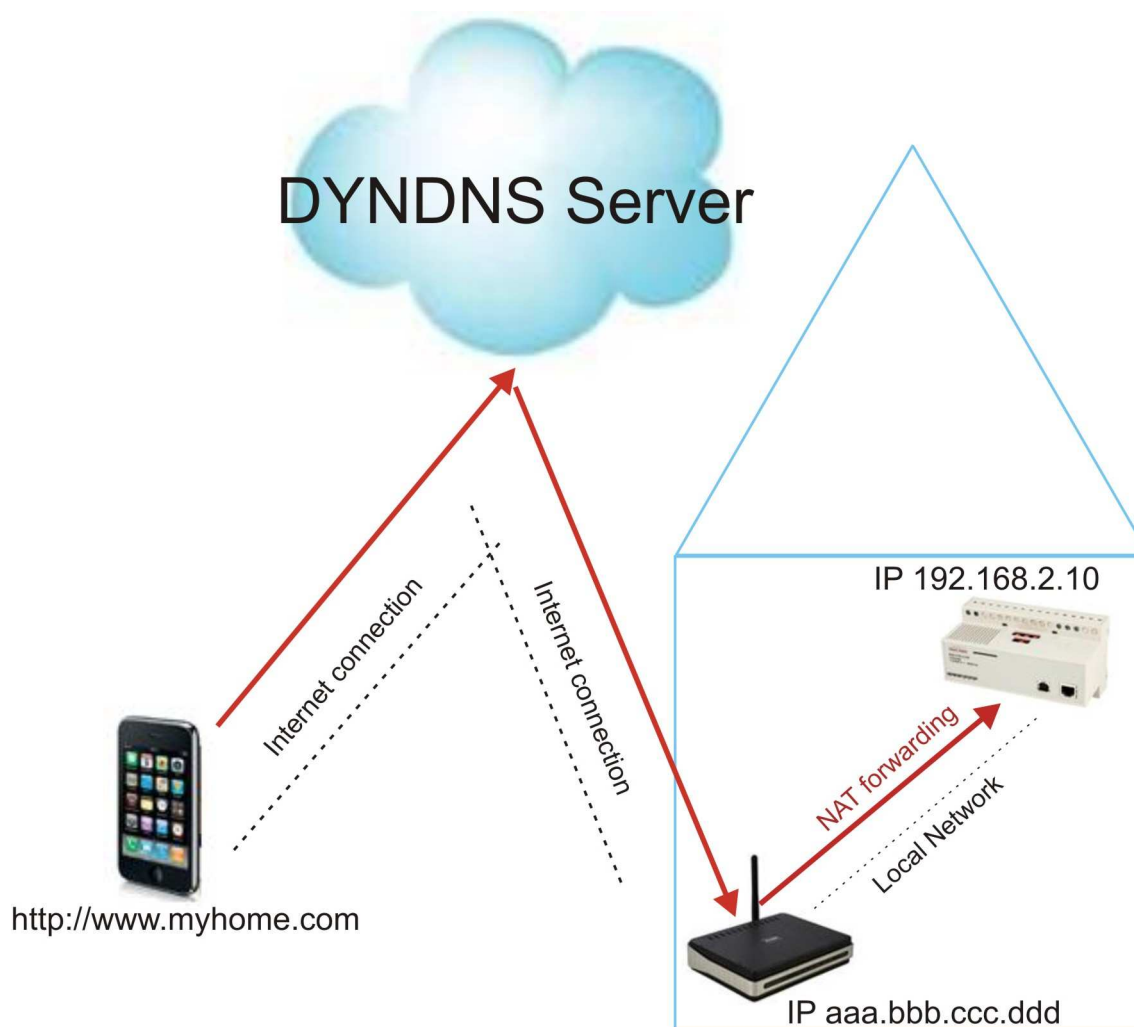 DYNDNS Server
Internet connection
Internet connection
IP 192.168.2.10
NAT forwarding
Local Network
http://www.myhome.com
IP aaa.bbb.ccc.ddd